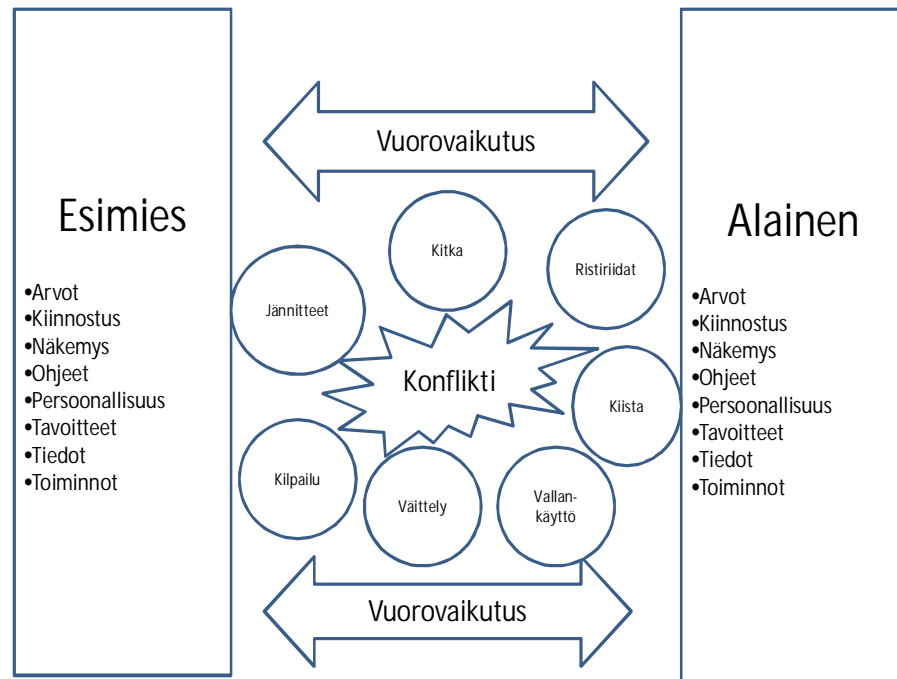 Vuorovaikutus
Esimies
•Arvot
•Kiinnostus
•Näkemys
•Ohjeet
•Persoonallisuus
•Tavoitteet
•Tiedot
•Toiminnot
Kitka
Ristiriidat
Jännitteet
Konflikti
Kiista
Kilpailu
Väittely
Vallan-
käyttö
Alainen
•Arvot
•Kiinnostus
•Näkemys
•Ohjeet
•Persoonallisuus
•Tavoitteet
•Tiedot
•Toiminnot
Vuorovaikutus